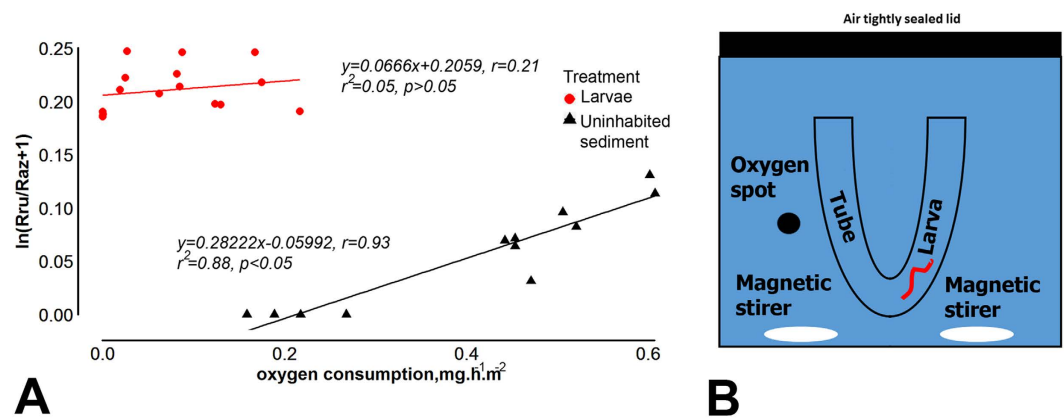 0.25
0.20
0.15
0.10
0.05
0.00
ln(Rru/Raz+1)
y=0.0666x+0.2059, r=0.21
r²=0.05, p>0.05
Treatment
Larvae
Uninhabited
sediment
y=0.28222x-0.05992, r=0.93
r²=0.88, p<0.05
0.0
0.2
0.4
0.6
oxygen consumption,mg.h⁻¹.m⁻²
A
Air tightly sealed lid
Oxygen
spot
Tube
Larva
Magnetic
stirer
Magnetic
stirer
B